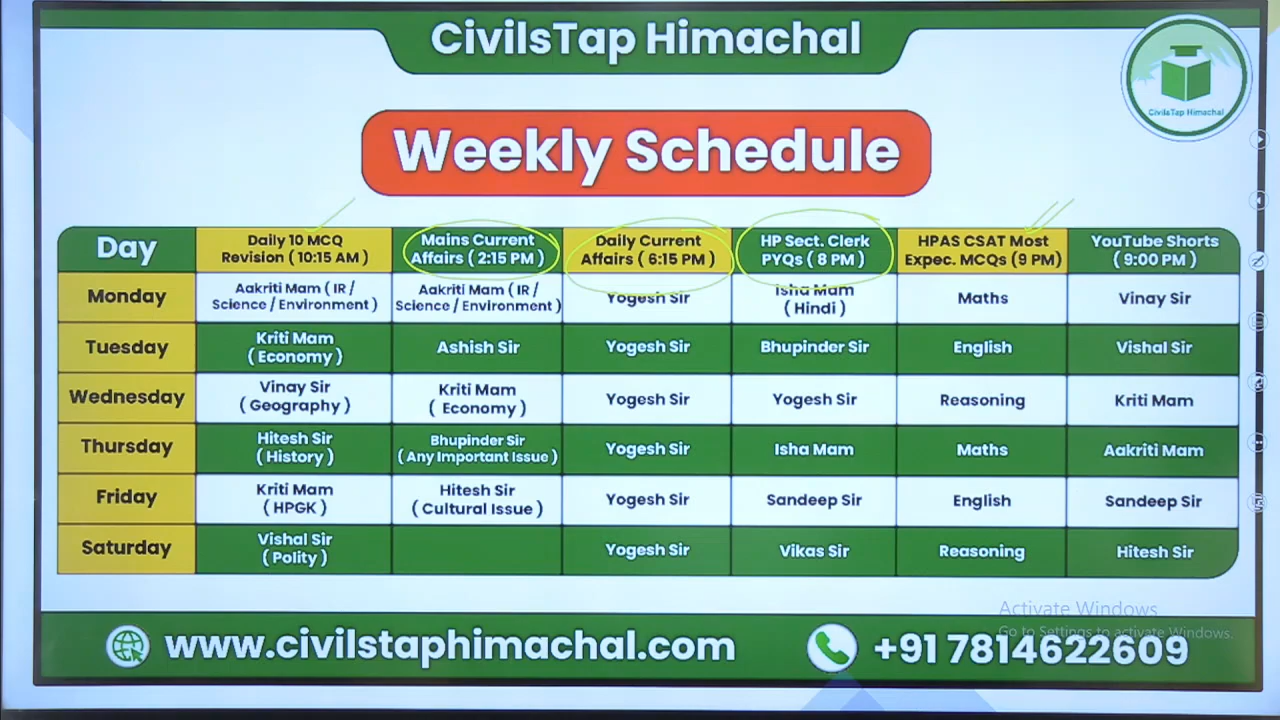 CivilsTap Himachal
CivilsTap Himachal
Weekly Schedule
Day
Daily 10 MCQ
Revision ( 10:15 AM )
Mains Current
Affairs ( 2:15 PM )
Daily Current
Affairs ( 6:15 PM )
HP Sect. Clerk
PYQs ( 8 PM )
HPAS CSAT Most
Expec. MCQs (9 PM)
YouTube Shorts
( 9:00 PM )
Monday
Aakriti Mam ( IR /
Science / Environment )
Aakriti Mam ( IR /
Science / Environment )
Yogesh Sir
Isha Mam
( Hindi )
Maths
Vinay Sir
Tuesday
Kriti Mam
( Economy )
Ashish Sir
Yogesh Sir
Bhupinder Sir
English
Vishal Sir
Wednesday
Vinay Sir
( Geography )
Kriti Mam
( Economy )
Yogesh Sir
Yogesh Sir
Reasoning
Kriti Mam
Thursday
Hitesh Sir
( History )
Bhupinder Sir
( Any Important Issue )
Yogesh Sir
Isha Mam
Maths
Aakriti Mam
Friday
Kriti Mam
( HPGK )
Hitesh Sir
( Cultural Issue )
Yogesh Sir
Sandeep Sir
English
Sandeep Sir
Saturday
Vishal Sir
( Polity )
Yogesh Sir
Vikas Sir
Reasoning
Hitesh Sir
Activate Windows
Go to Settings to activate Windows.
www.civilstaphimachal.com
+91 7814622609